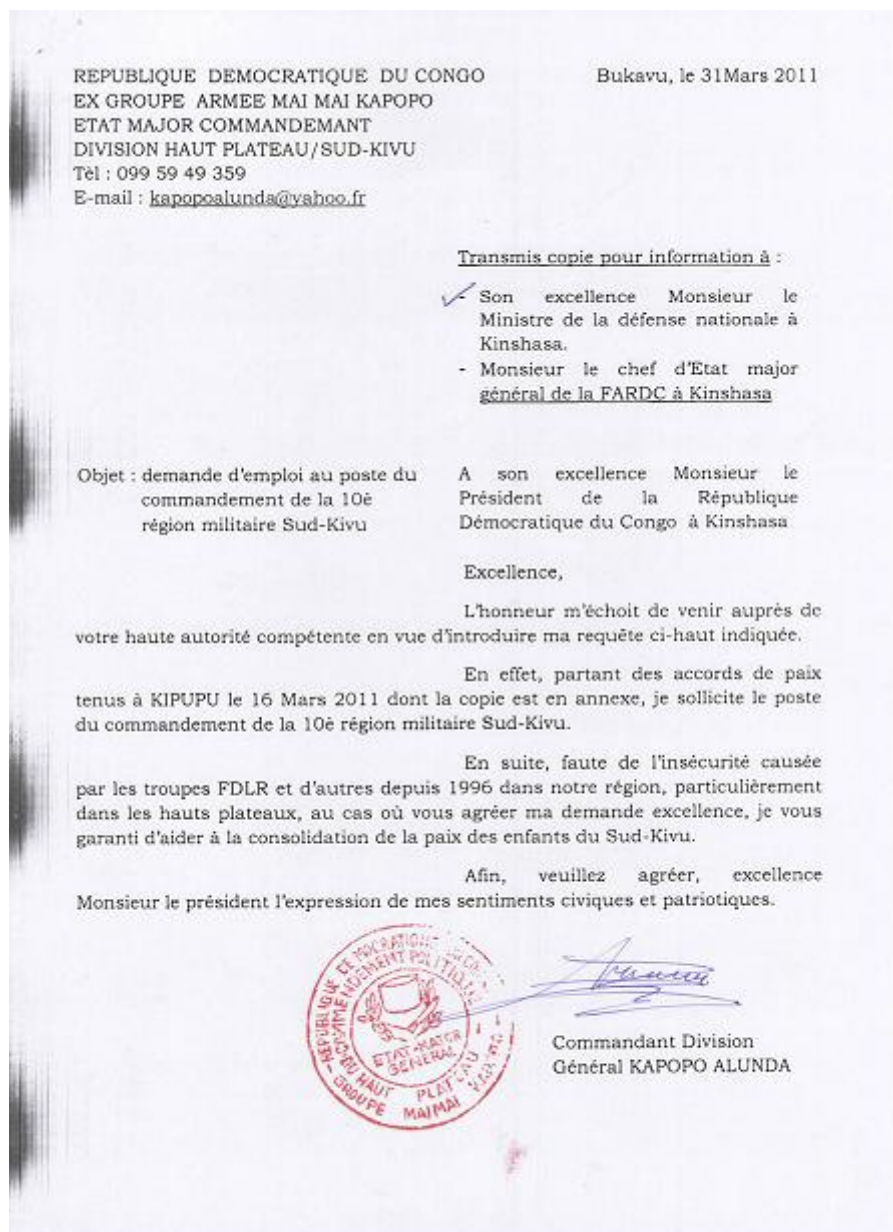 REPUBLIQUE DEMOCRATIQUE DU CONGO
EX GROUPE ARMEE MAI MAI KAPOPO
ETAT MAJOR COMMANDEMANT
DIVISION HAUT PLATEAU/SUD-KIVU
Tèl : 099 59 49 359
E-mail : kapopoalunda@yahoo.fr
Bukavu, le 31Mars 2011
Transmis copie pour information à :
- Son excellence Monsieur le
Ministre de la défense nationale à
Kinshasa.
- Monsieur le chef d'Etat major
général de la FARDC à Kinshasa
Objet : demande d'emploi au poste du
commandement de la 10è
région militaire Sud-Kivu
A son excellence Monsieur le
Président de la République
Démocratique du Congo à Kinshasa
Excellence,
L'honneur m'échoit de venir auprès de
votre haute autorité compétente en vue d'introduire ma requête ci-haut indiquée.
En effet, partant des accords de paix
tenus à KIPUPU le 16 Mars 2011 dont la copie est en annexe, je sollicite le poste
du commandement de la 10è région militaire Sud-Kivu.
En suite, faute de l'insécurité causée
par les troupes FDLR et d'autres depuis 1996 dans notre région, particulièrement
dans les hauts plateaux, au cas où vous agréer ma demande excellence, je vous
garanti d'aider à la consolidation de la paix des enfants du Sud-Kivu.
Afin, veuillez agréer, excellence
Monsieur le président l'expression de mes sentiments civiques et patriotiques.
REPUBLIQUE DEMOCRATIQUE
COMMENDEMENT POLITIQUE
ETAT-MAJOR
GENERAL
DU HAUT PLATEAU
GROUPE MAIMAI
Commandant Division
Général KAPOPO ALUNDA